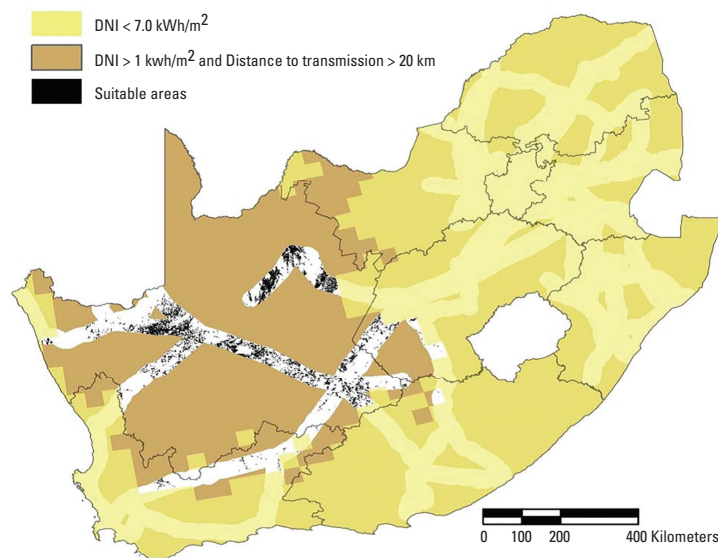 DNI < 7.0 kWh/m²
DNI > 1 kwh/m² and Distance to transmission > 20 km
Suitable areas
0 100 200 400 Kilometers